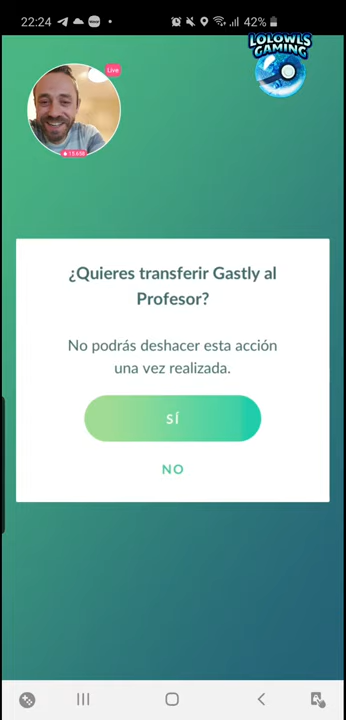 22:24
42%
LOLOWLS
GAMING
Live
¿Quieres transferir Gastly al
Profesor?
No podrás deshacer esta acción
una vez realizada.
SÍ
NO